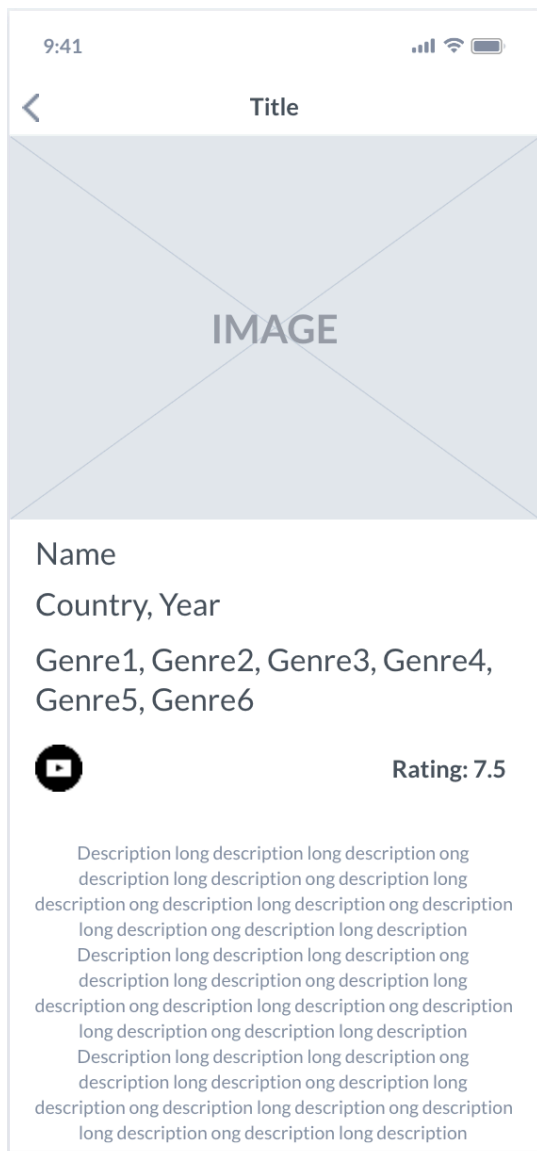 9:41
Title
IMAGE
Name
Country, Year
Genre1, Genre2, Genre3, Genre4,
Genre5, Genre6
Rating: 7.5
Description long description long description ong
description long description ong description long
description ong description long description ong description
long description ong description long description
Description long description long description ong
description long description ong description long
description ong description long description ong description
long description ong description long description
Description long description long description ong
description long description ong description long
description ong description long description ong description
long description ong description long description